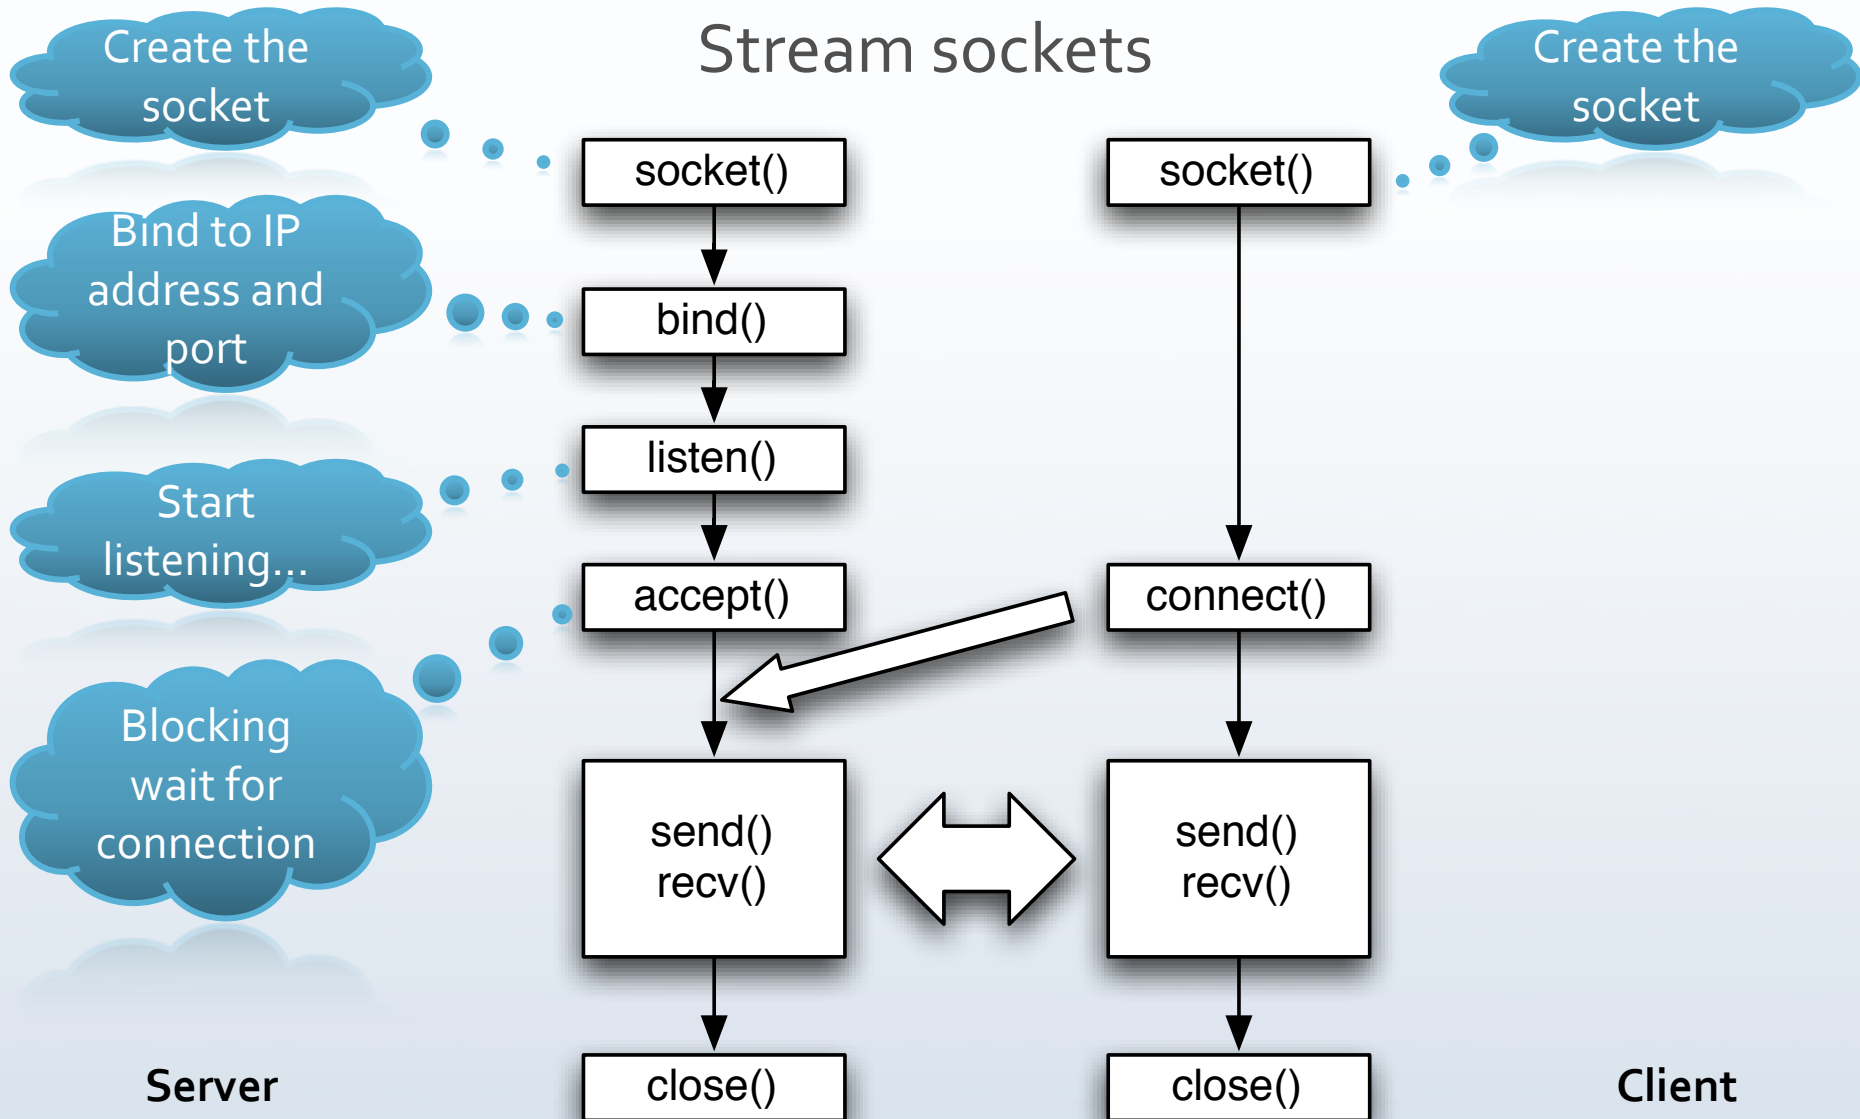 Stream sockets
Create the
socket
Bind to IP
address and
port
Start
listening...
Blocking
wait for
connection
socket()
bind()
listen()
accept()
send()
recv()
close()
Server
Create the
socket
socket()
connect()
send()
recv()
close()
Client